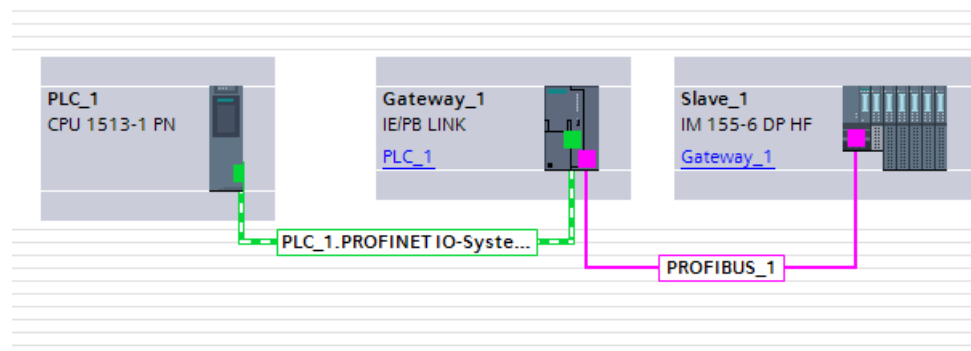 PLC_1
CPU 1513-1 PN
Gateway_1
IE/PB LINK
PLC_1
Slave_1
IM 155-6 DP HF
Gateway_1
PLC_1.PROFINET IO-Syste...
PROFIBUS_1